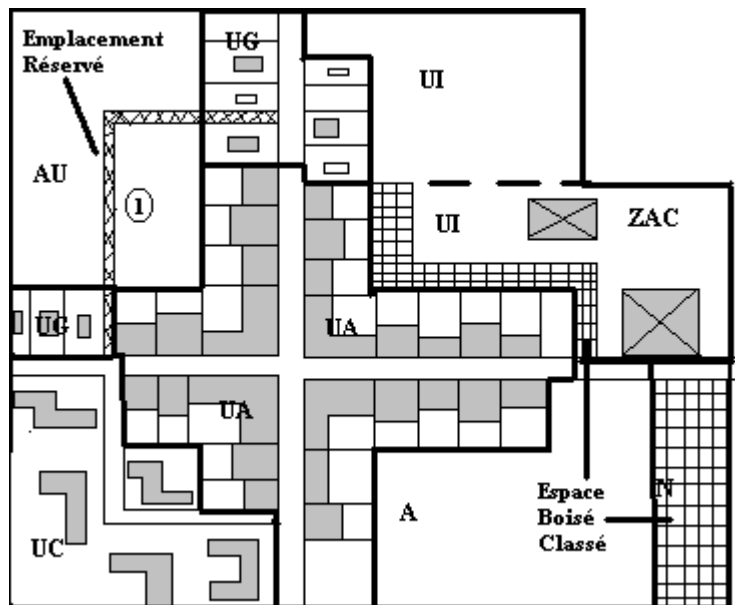 Emplacement
Réservé
UG
UI
AU
1
UI
ZAC
UG
UA
UA
A
Espace
Boisé
Classé
N
UC